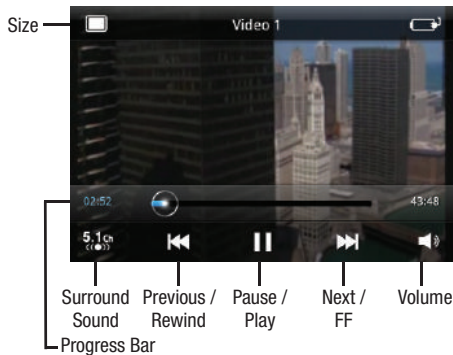 Size
Video 1
02:52
43:48
5.1ch
Surround Sound
Previous / Rewind
Pause / Play
Next / FF
Volume
Progress Bar